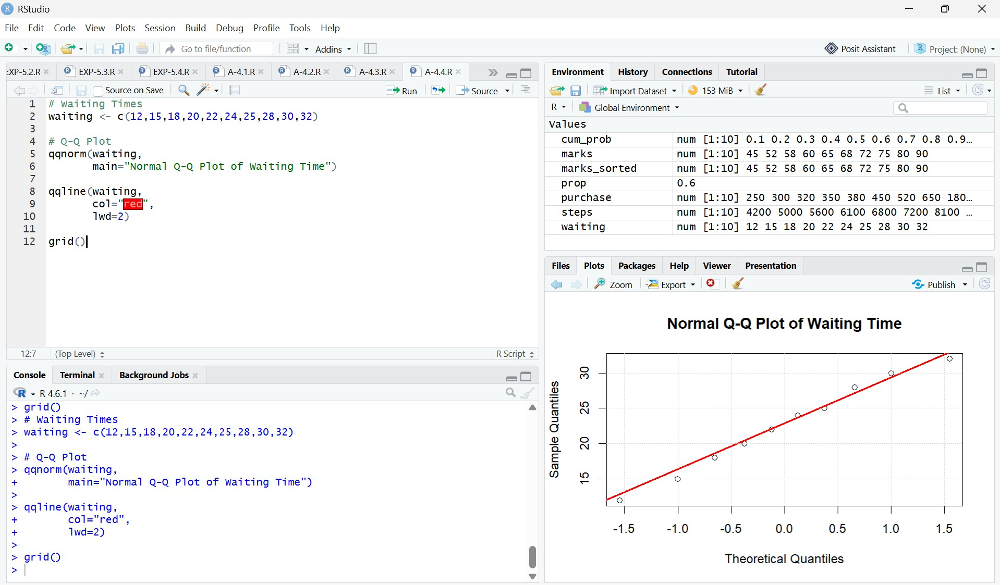 RStudio
File Edit Code View Plots Session Build Debug Profile Tools Help
Go to file/function Addins Posit Assistant Project: (None)
EXP-5.2.R EXP-5.3.R EXP-5.4.R A-4.1.R A-4.2.R A-4.3.R A-4.4.R
Source on Save Run Source
1 # Waiting Times
2 waiting <- c(12,15,18,20,22,24,25,28,30,32)
3
4 # Q-Q Plot
5 qqnorm(waiting,
6 main="Normal Q-Q Plot of Waiting Time")
7
8 qqline(waiting,
9 col="red",
10 lwd=2)
11
12 grid()
12:7 (Top Level) R Script
Console Terminal Background Jobs
R 4.6.1 · ~/
> grid()
> # Waiting Times
> waiting <- c(12,15,18,20,22,24,25,28,30,32)
>
> # Q-Q Plot
> qqnorm(waiting,
+ main="Normal Q-Q Plot of Waiting Time")
>
> qqline(waiting,
+ col="red",
+ lwd=2)
>
> grid()
>
Environment History Connections Tutorial
Import Dataset 153 MiB List
R Global Environment
Values
cum_prob num [1:10] 0.1 0.2 0.3 0.4 0.5 0.6 0.7 0.8 0.9…
marks num [1:10] 45 52 58 60 65 68 72 75 80 90
marks_sorted num [1:10] 45 52 58 60 65 68 72 75 80 90
prop 0.6
purchase num [1:10] 250 300 320 350 380 450 520 650 180…
steps num [1:10] 4200 5000 5600 6100 6800 7200 8100 …
waiting num [1:10] 12 15 18 20 22 24 25 28 30 32
Files Plots Packages Help Viewer Presentation
Zoom Export Publish
Normal Q-Q Plot of Waiting Time
Sample Quantiles
30
25
20
15
-1.5 -1.0 -0.5 0.0 0.5 1.0 1.5
Theoretical Quantiles